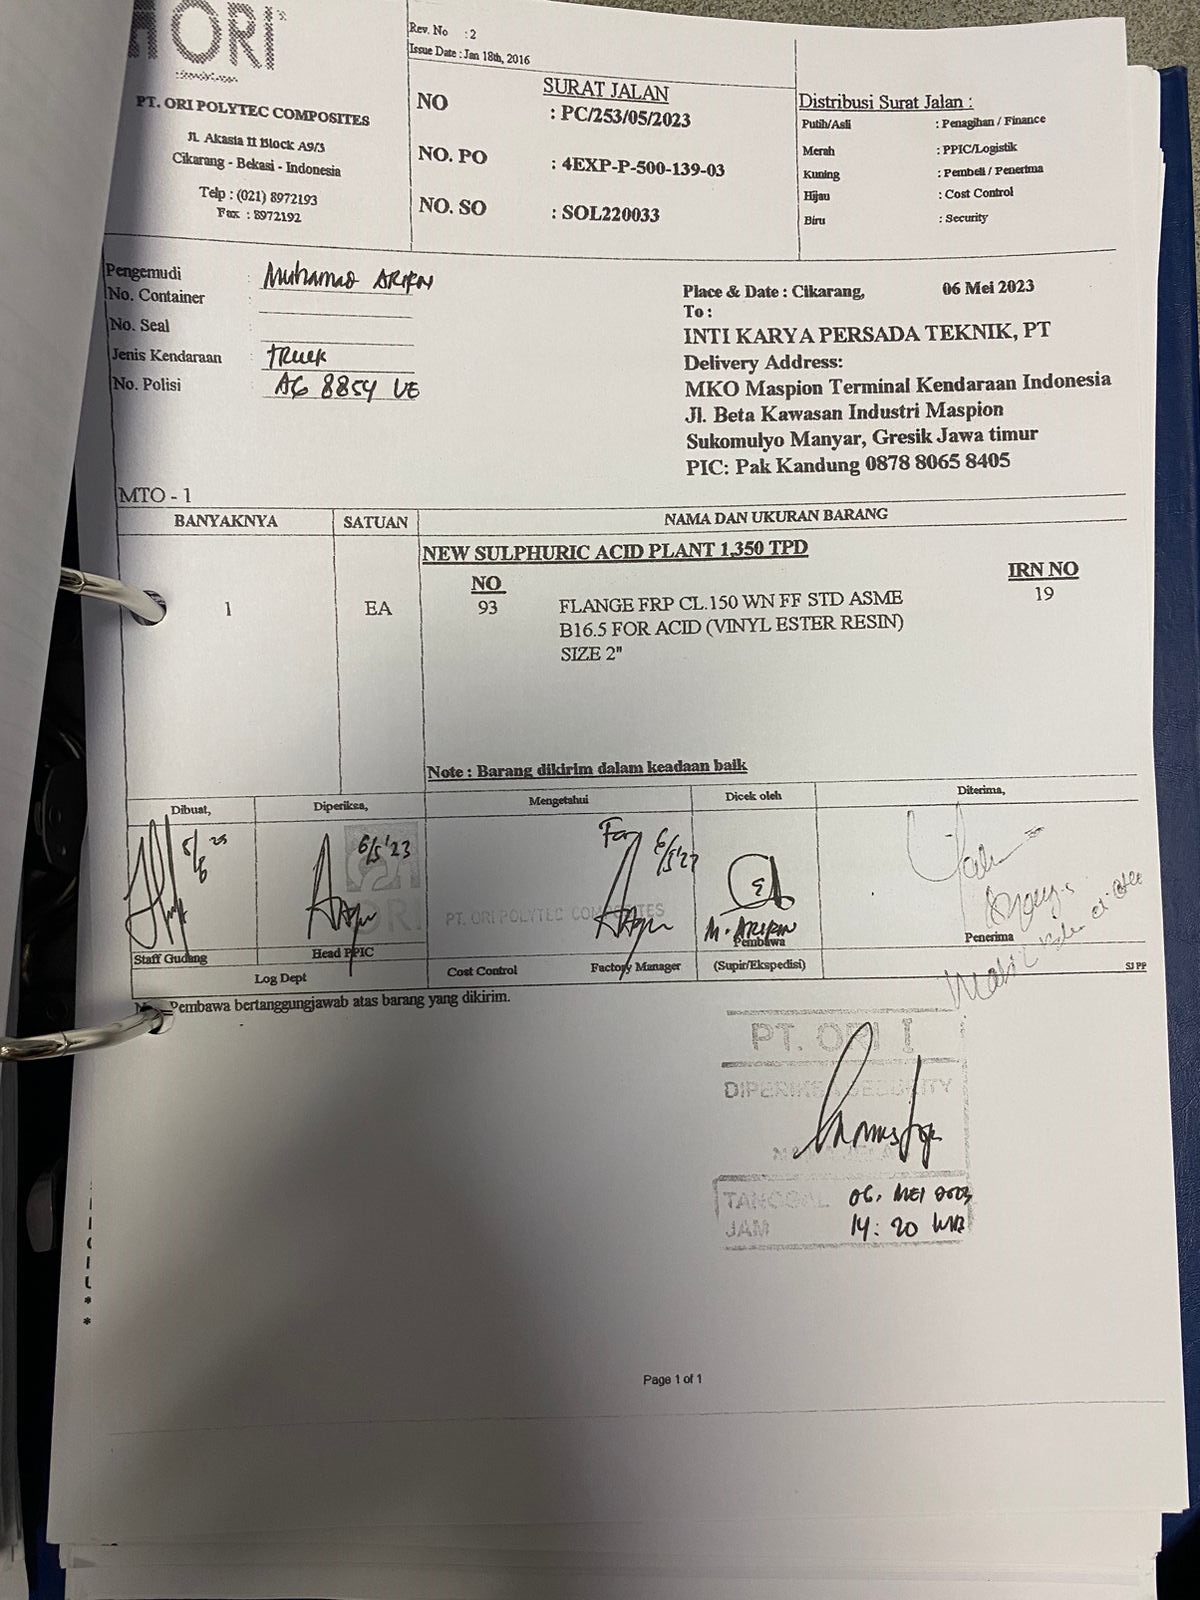 ORI
PT. ORI POLYTEC COMPOSITES
Jl. Akasia II Block A9/3
Cikarang - Bekasi - Indonesia
Telp : (021) 8972193
Fax : 8972192
Rev. No : 2
Issue Date : Jan 18th, 2016
SURAT JALAN
NO : PC/253/05/2023
NO. PO : 4EXP-P-500-139-03
NO. SO : SOL220033
Distribusi Surat Jalan :
Putih/Asli : Penagihan / Finance
Merah : PPIC/Logistik
Kuning : Pembeli / Penerima
Hijau : Cost Control
Biru : Security
Pengemudi : Muhamad ARIFIN
No. Container :
No. Seal :
Jenis Kendaraan : TRUCK
No. Polisi : AG 8854 UE
Place & Date : Cikarang, 06 Mei 2023
To :
INTI KARYA PERSADA TEKNIK, PT
Delivery Address:
MKO Maspion Terminal Kendaraan Indonesia
Jl. Beta Kawasan Industri Maspion
Sukomulyo Manyar, Gresik Jawa timur
PIC: Pak Kandung 0878 8065 8405
MTO - 1
BANYAKNYA SATUAN NAMA DAN UKURAN BARANG
NEW SULPHURIC ACID PLANT 1,350 TPD
NO IRN NO
1 EA 93 FLANGE FRP CL.150 WN FF STD ASME 19
B16.5 FOR ACID (VINYL ESTER RESIN)
SIZE 2"
Note : Barang dikirim dalam keadaan baik
Dibuat, Diperiksa, Mengetahui Dicek oleh Diterima,
6/5'23
For
PT. ORI POLYTEC COMPOSITES
M. ARIFIN
Staff Gudang Head PPIC Pembawa Penerima
Log Dept Cost Control Factory Manager (Supir/Ekspedisi) SJ PP
Pembawa bertanggungjawab atas barang yang dikirim.
PT. ORI I
DIPERIKSA SECURITY
TANGGAL 06, MEI 2023
JAM 14:20 WIB
Page 1 of 1